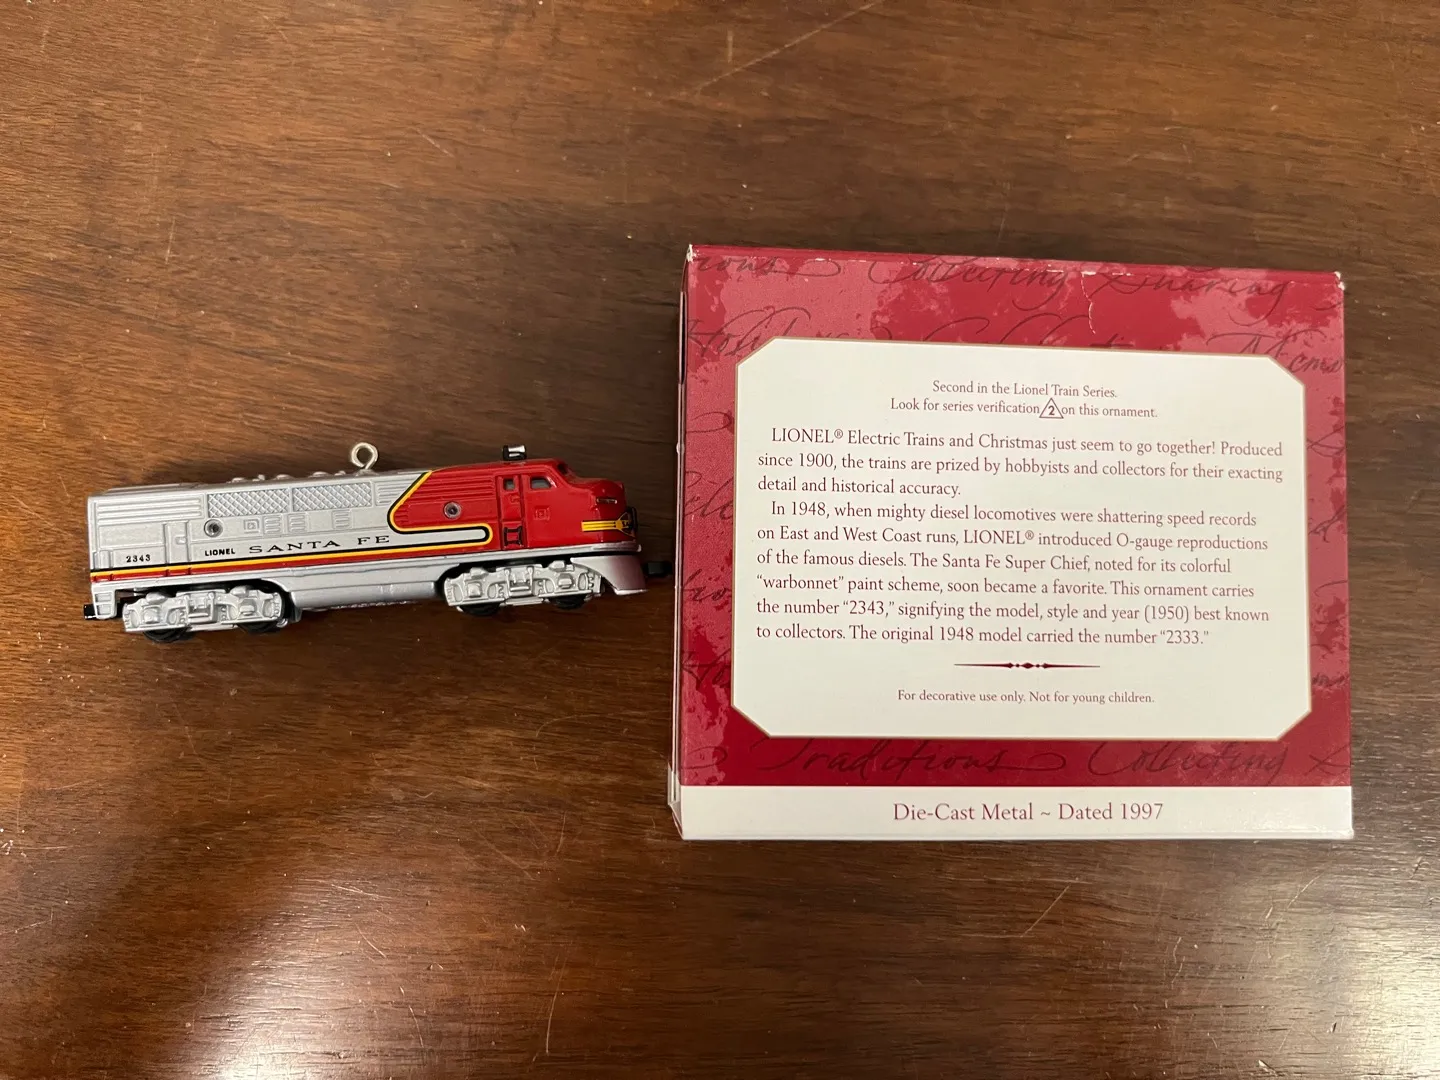 2343
LIONEL SANTA FE
Collecting Sharing
Second in the Lionel Train Series.
Look for series verification 2 on this ornament.
LIONEL® Electric Trains and Christmas just seem to go together! Produced
since 1900, the trains are prized by hobbyists and collectors for their exacting
detail and historical accuracy.
In 1948, when mighty diesel locomotives were shattering speed records
on East and West Coast runs, LIONEL® introduced O-gauge reproductions
of the famous diesels. The Santa Fe Super Chief, noted for its colorful
“warbonnet” paint scheme, soon became a favorite. This ornament carries
the number “2343,” signifying the model, style and year (1950) best known
to collectors. The original 1948 model carried the number “2333.”
For decorative use only. Not for young children.
Traditions Collecting
Die-Cast Metal ~ Dated 1997